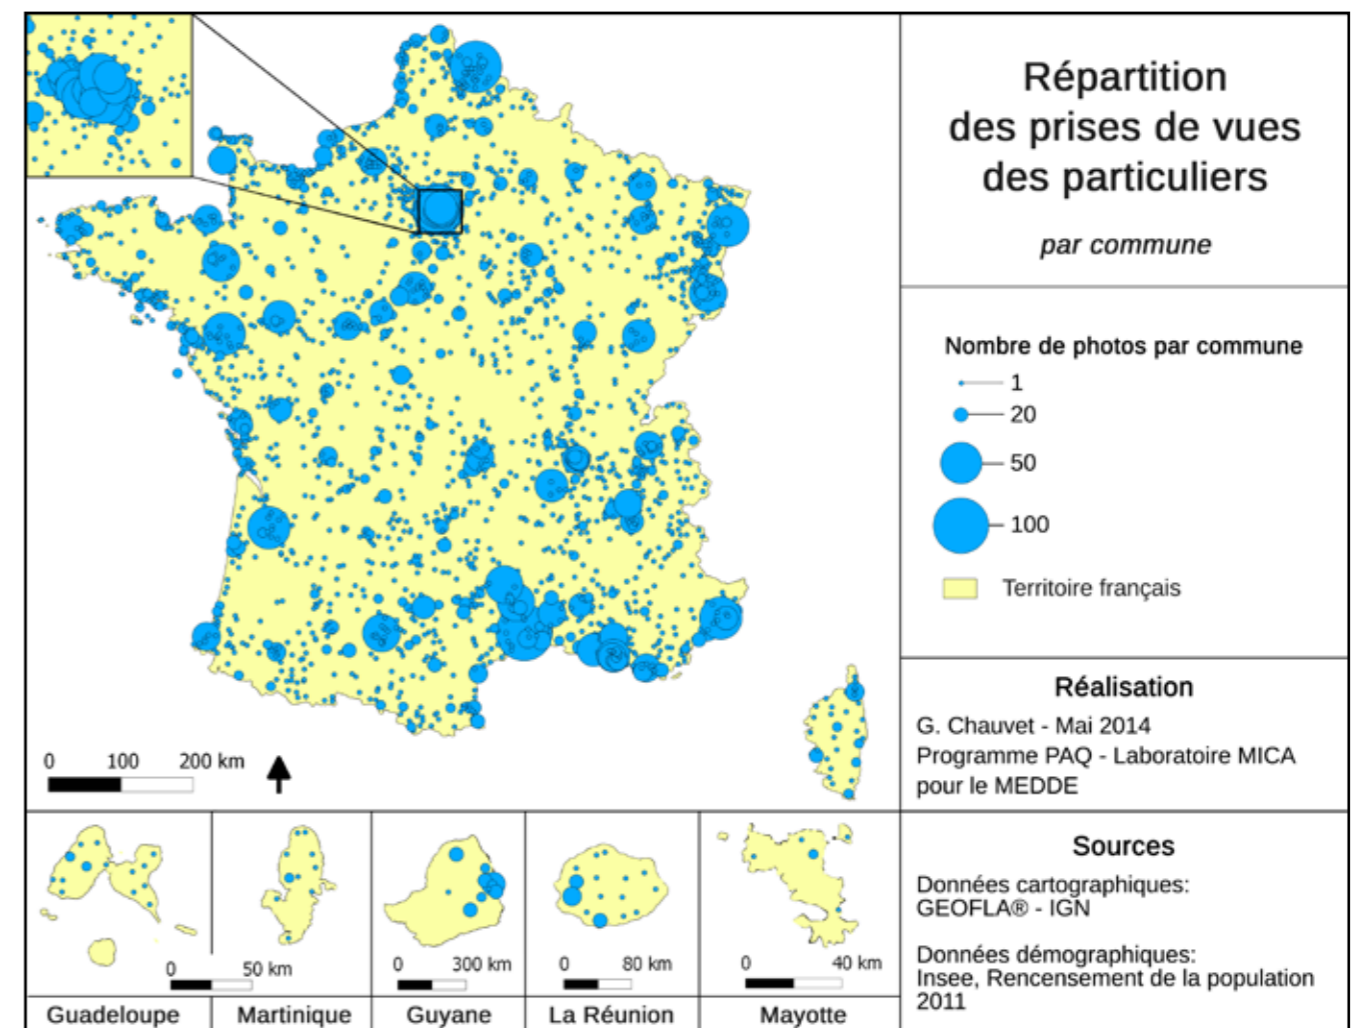 Répartition
des prises de vues
des particuliers
par commune
Nombre de photos par commune
1
20
50
100
Territoire français
Réalisation
G. Chauvet - Mai 2014
Programme PAQ - Laboratoire MICA
pour le MEDDE
Sources
Données cartographiques:
GEOFLA® - IGN
Données démographiques:
Insee, Rencensement de la population
2011
0 100 200 km
0 50 km
0 300 km
0 80 km
0 40 km
Guadeloupe
Martinique
Guyane
La Réunion
Mayotte